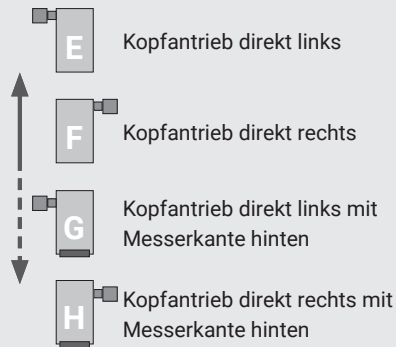 E Kopfantrieb direkt links
F Kopfantrieb direkt rechts
G Kopfantrieb direkt links mit
Messerkante hinten
H Kopfantrieb direkt rechts mit
Messerkante hinten